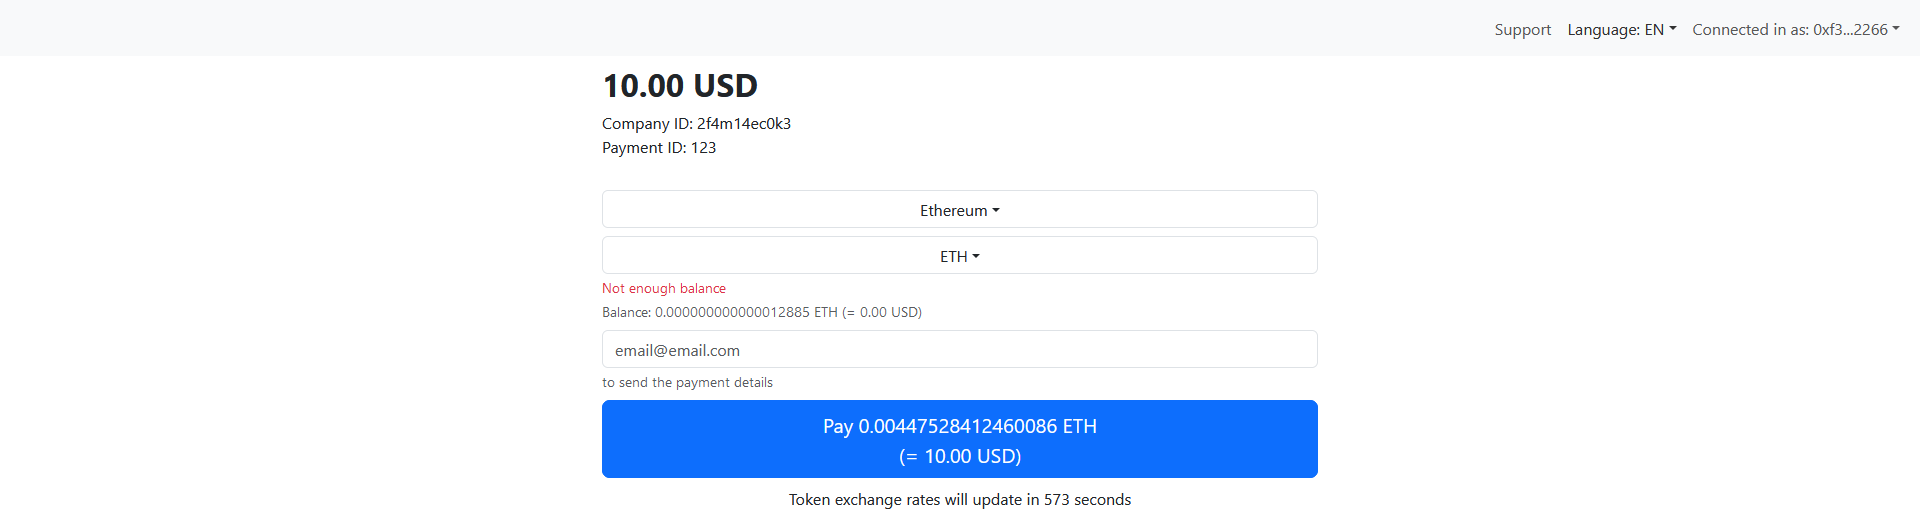 Support Language: EN Connected in as: 0xf3...2266
10.00 USD
Company ID: 2f4m14ec0k3
Payment ID: 123
Ethereum
ETH
Not enough balance
Balance: 0.000000000000012885 ETH (= 0.00 USD)
email@email.com
to send the payment details
Pay 0.00447528412460086 ETH
(= 10.00 USD)
Token exchange rates will update in 573 seconds